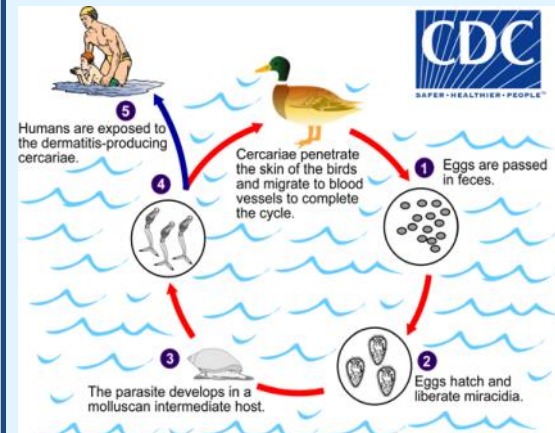 CDC
SAFER • HEALTHIER • PEOPLE™
5
Humans are exposed to
the dermatitis-producing
cercariae.
4
Cercariae penetrate
the skin of the birds
and migrate to blood
vessels to complete
the cycle.
1
Eggs are passed
in feces.
3
The parasite develops in a
molluscan intermediate host.
2
Eggs hatch and
liberate miracidia.